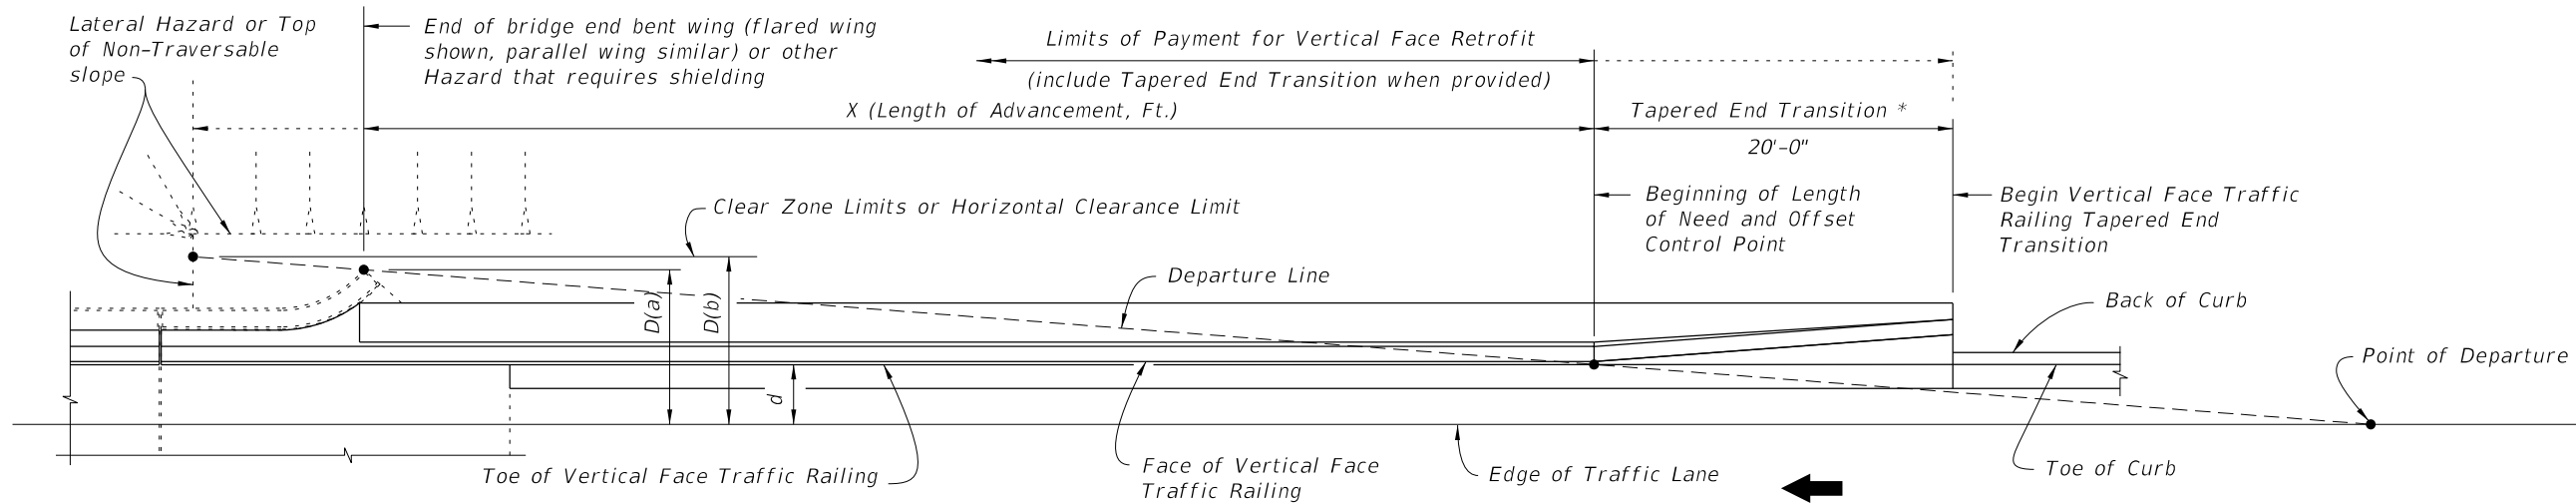 Lateral Hazard or Top
of Non-Traversable
slope
End of bridge end bent wing (flared wing
shown, parallel wing similar) or other
Hazard that requires shielding
Limits of Payment for Vertical Face Retrofit
(include Tapered End Transition when provided)
X (Length of Advancement, Ft.)
Tapered End Transition *
20'-0"
Clear Zone Limits or Horizontal Clearance Limit
Beginning of Length
of Need and Offset
Control Point
Begin Vertical Face Traffic
Railing Tapered End
Transition
Departure Line
Back of Curb
D(a)
D(b)
d
Point of Departure
Toe of Vertical Face Traffic Railing
Face of Vertical Face
Traffic Railing
Edge of Traffic Lane
Toe of Curb